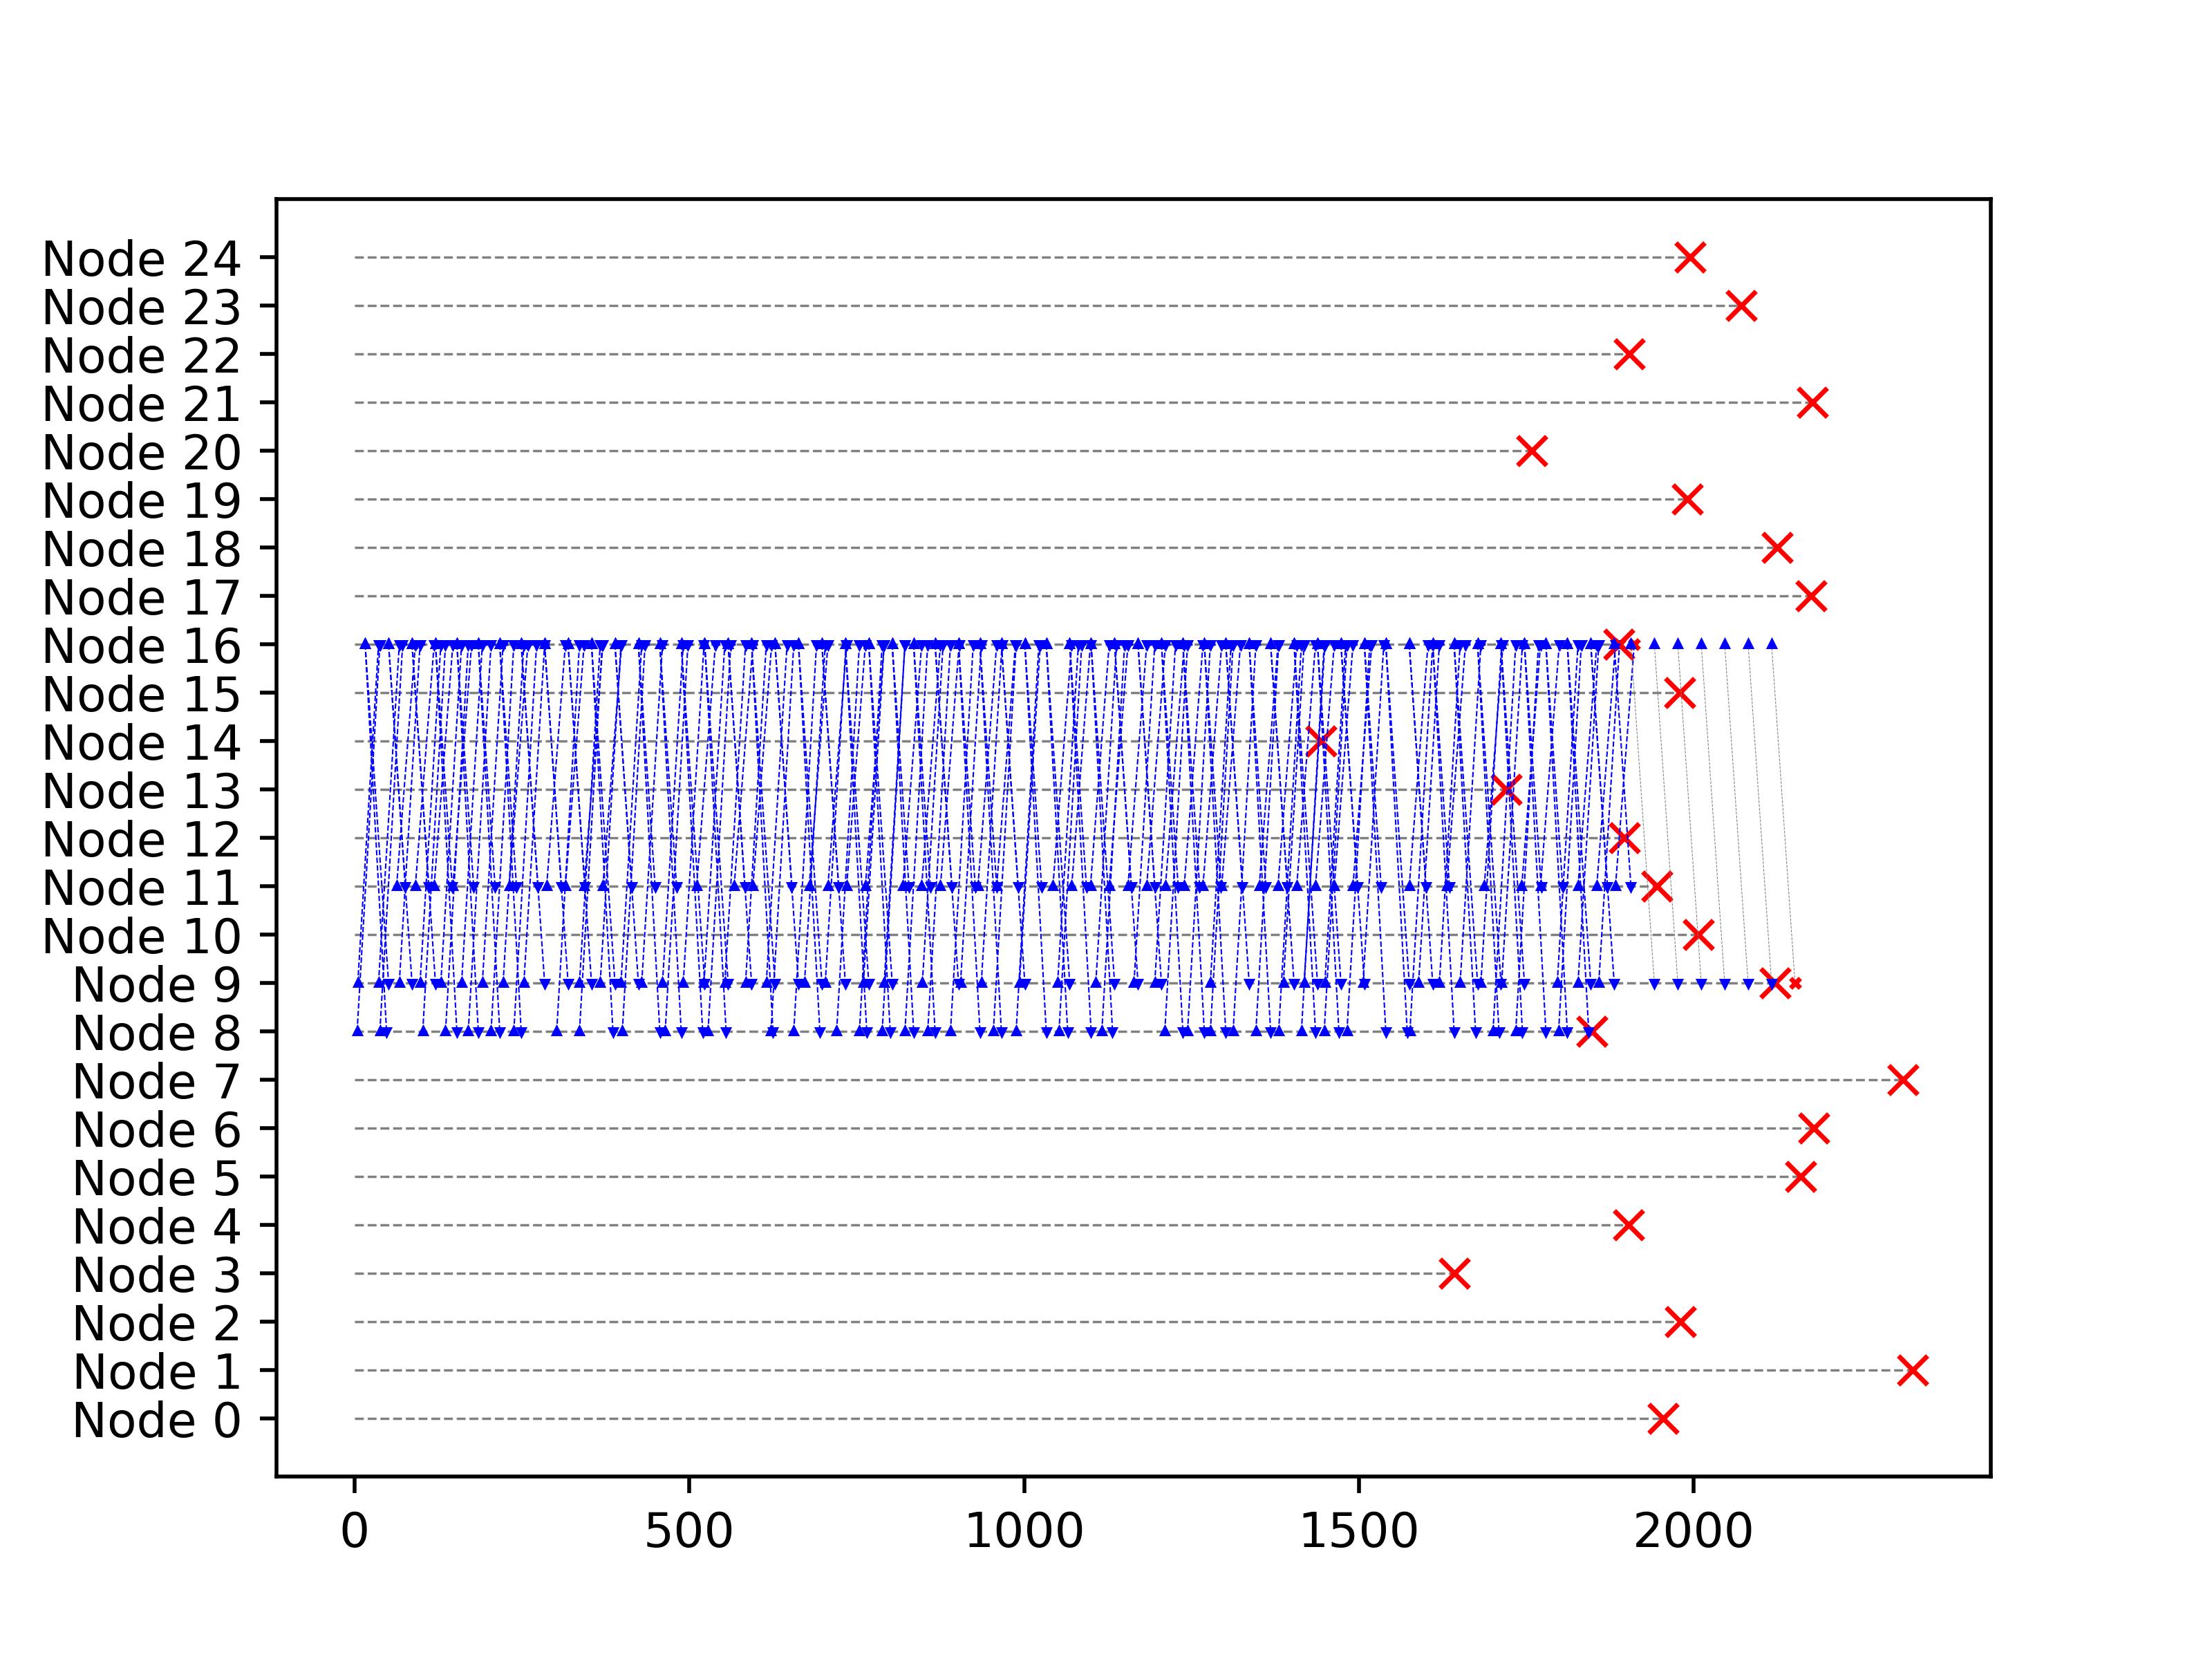 Node 24
Node 23
Node 22
Node 21
Node 20
Node 19
Node 18
Node 17
Node 16
Node 15
Node 14
Node 13
Node 12
Node 11
Node 10
Node 9
Node 8
Node 7
Node 6
Node 5
Node 4
Node 3
Node 2
Node 1
Node 0
0 500 1000 1500 2000